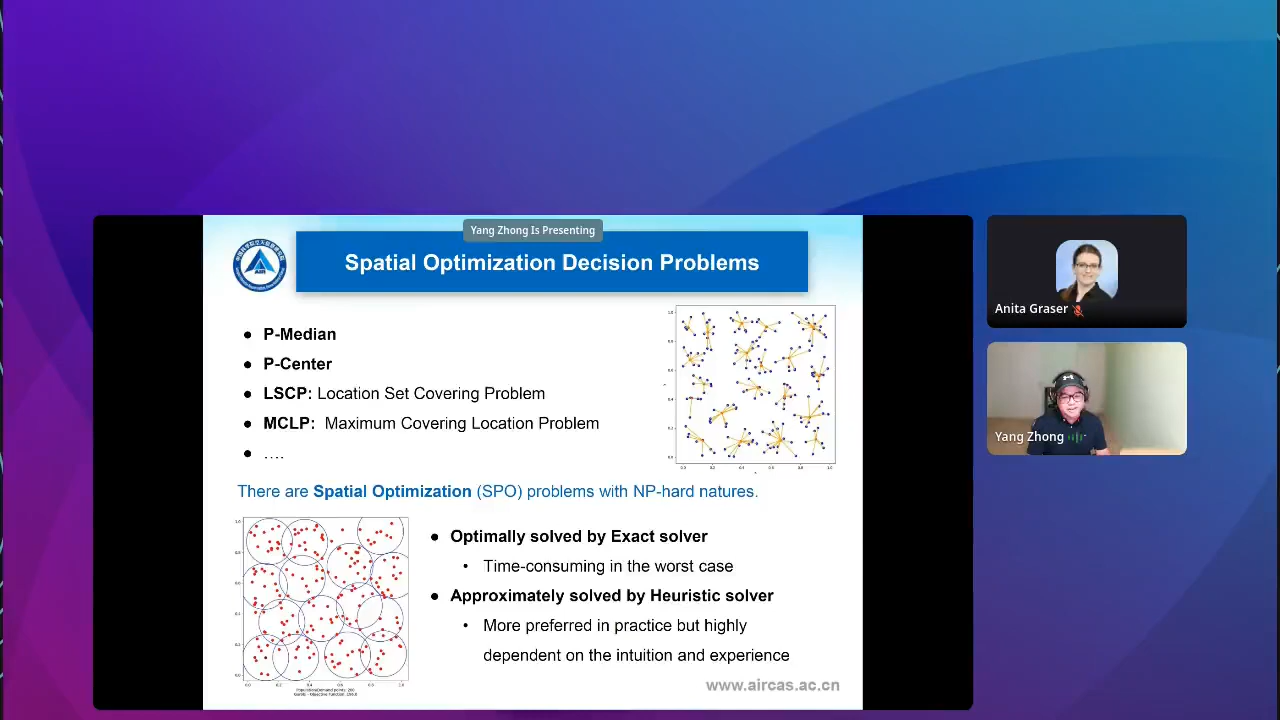 Yang Zhong Is Presenting
Spatial Optimization Decision Problems
AIR
● P-Median
● P-Center
● LSCP: Location Set Covering Problem
● MCLP: Maximum Covering Location Problem
● ....
There are Spatial Optimization (SPO) problems with NP-hard natures.
● Optimally solved by Exact solver
• Time-consuming in the worst case
● Approximately solved by Heuristic solver
• More preferred in practice but highly
dependent on the intuition and experience
www.aircas.ac.cn
Anita Graser
Yang Zhong